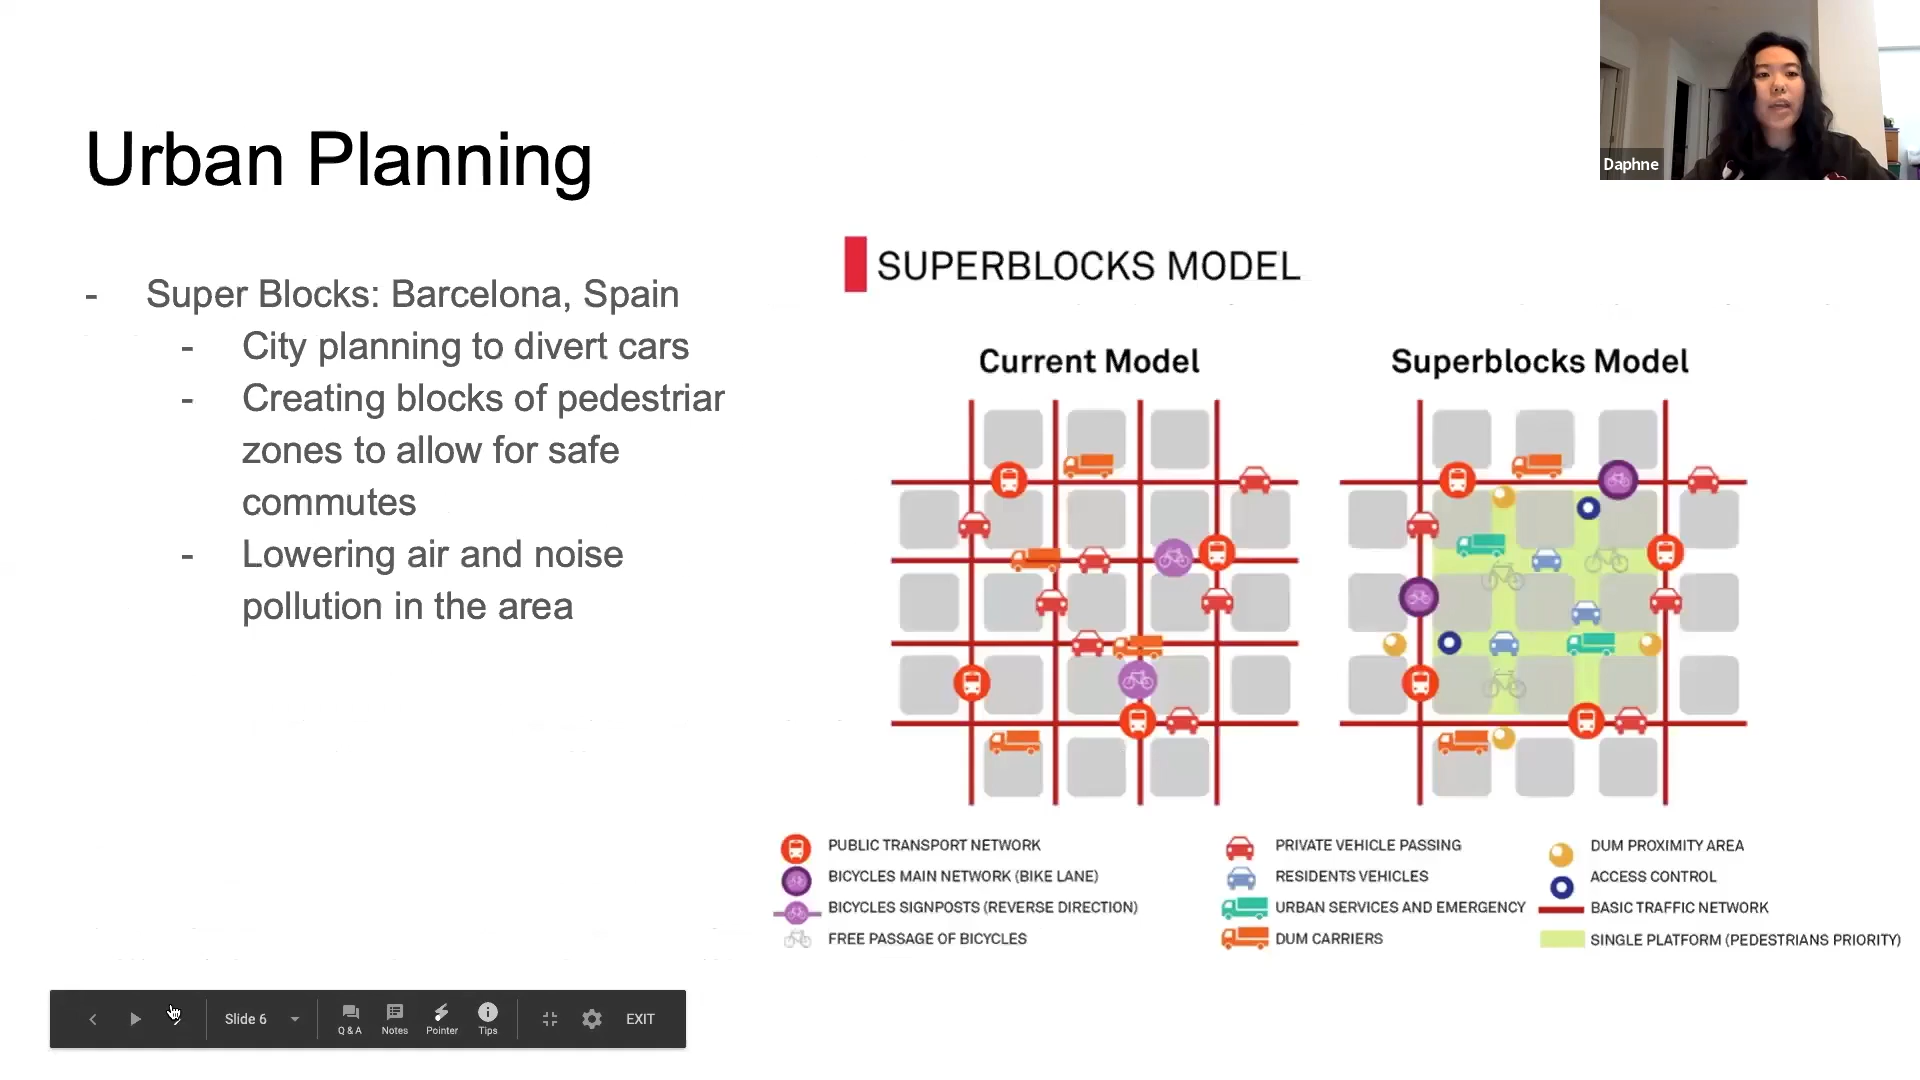 Daphne
Urban Planning
- Super Blocks: Barcelona, Spain
- City planning to divert cars
- Creating blocks of pedestriar
zones to allow for safe
commutes
- Lowering air and noise
pollution in the area
SUPERBLOCKS MODEL
Current Model
Superblocks Model
PUBLIC TRANSPORT NETWORK
BICYCLES MAIN NETWORK (BIKE LANE)
BICYCLES SIGNPOSTS (REVERSE DIRECTION)
FREE PASSAGE OF BICYCLES
PRIVATE VEHICLE PASSING
RESIDENTS VEHICLES
URBAN SERVICES AND EMERGENCY
DUM CARRIERS
DUM PROXIMITY AREA
ACCESS CONTROL
BASIC TRAFFIC NETWORK
SINGLE PLATFORM (PEDESTRIANS PRIORITY)
Slide 6
Q & A
Notes
Pointer
Tips
EXIT